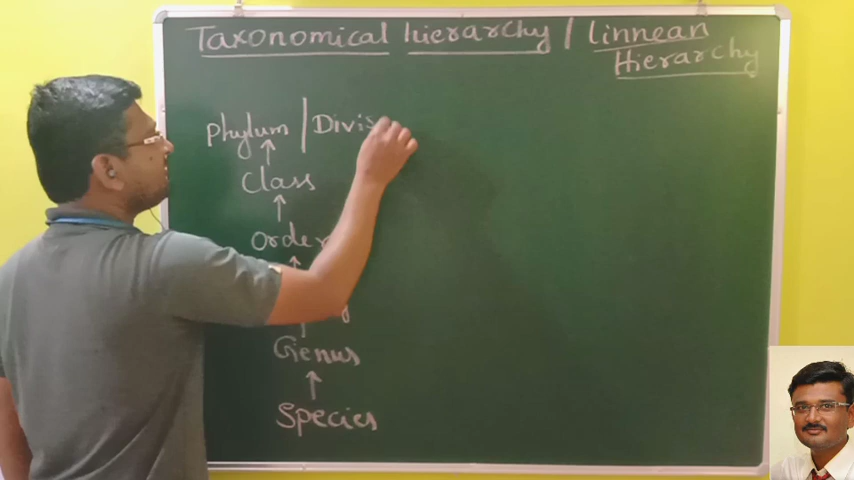 Taxonomical hierarchy / Linnean
Hierarchy
Phylum | Divis
Class
Order
Genus
Species